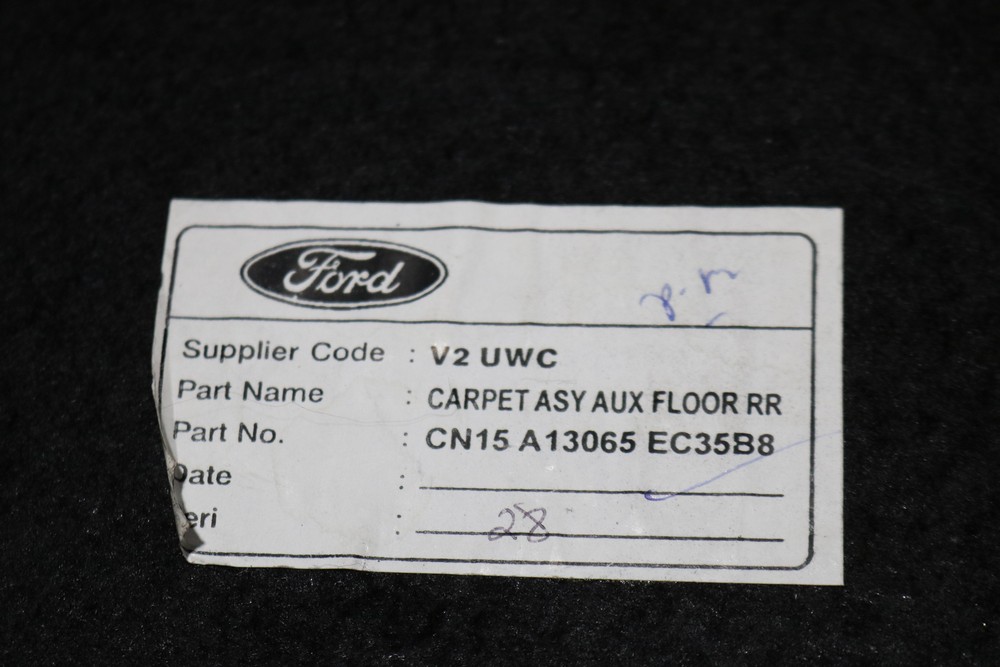 Ford
Supplier Code : V2 UWC
Part Name : CARPET ASY AUX FLOOR RR
Part No. : CN15 A13065 EC35B8
Date :
eri : 28